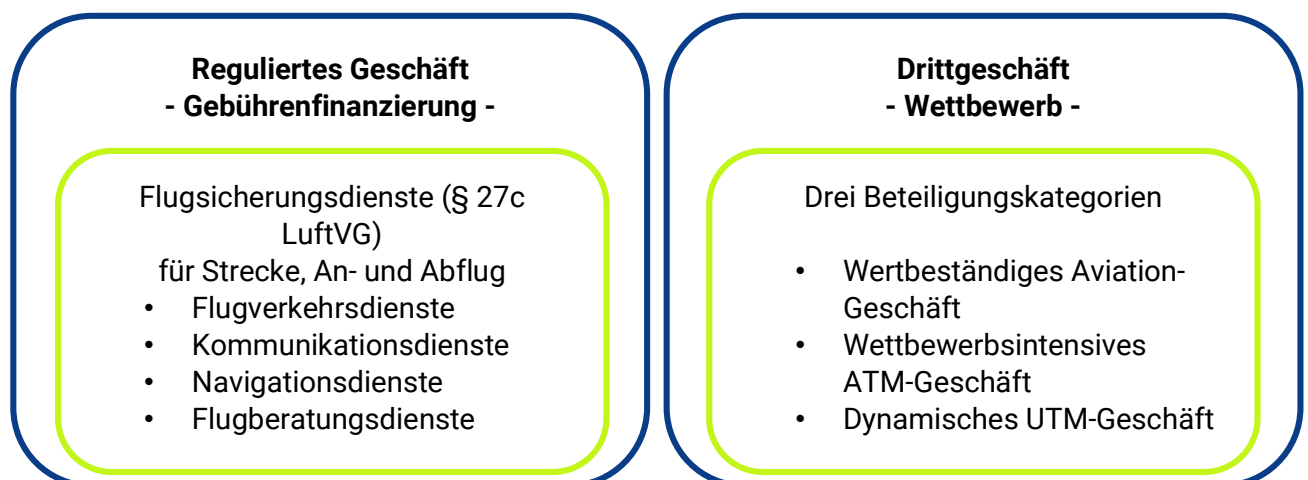 Reguliertes Geschäft
- Gebührenfinanzierung -
Flugsicherungsdienste (§ 27c
LuftVG)
für Strecke, An- und Abflug
• Flugverkehrsdienste
• Kommunikationsdienste
• Navigationsdienste
• Flugberatungsdienste
Drittgeschäft
- Wettbewerb -
Drei Beteiligungskategorien
• Wertbeständiges Aviation-
Geschäft
• Wettbewerbsintensives
ATM-Geschäft
• Dynamisches UTM-Geschäft